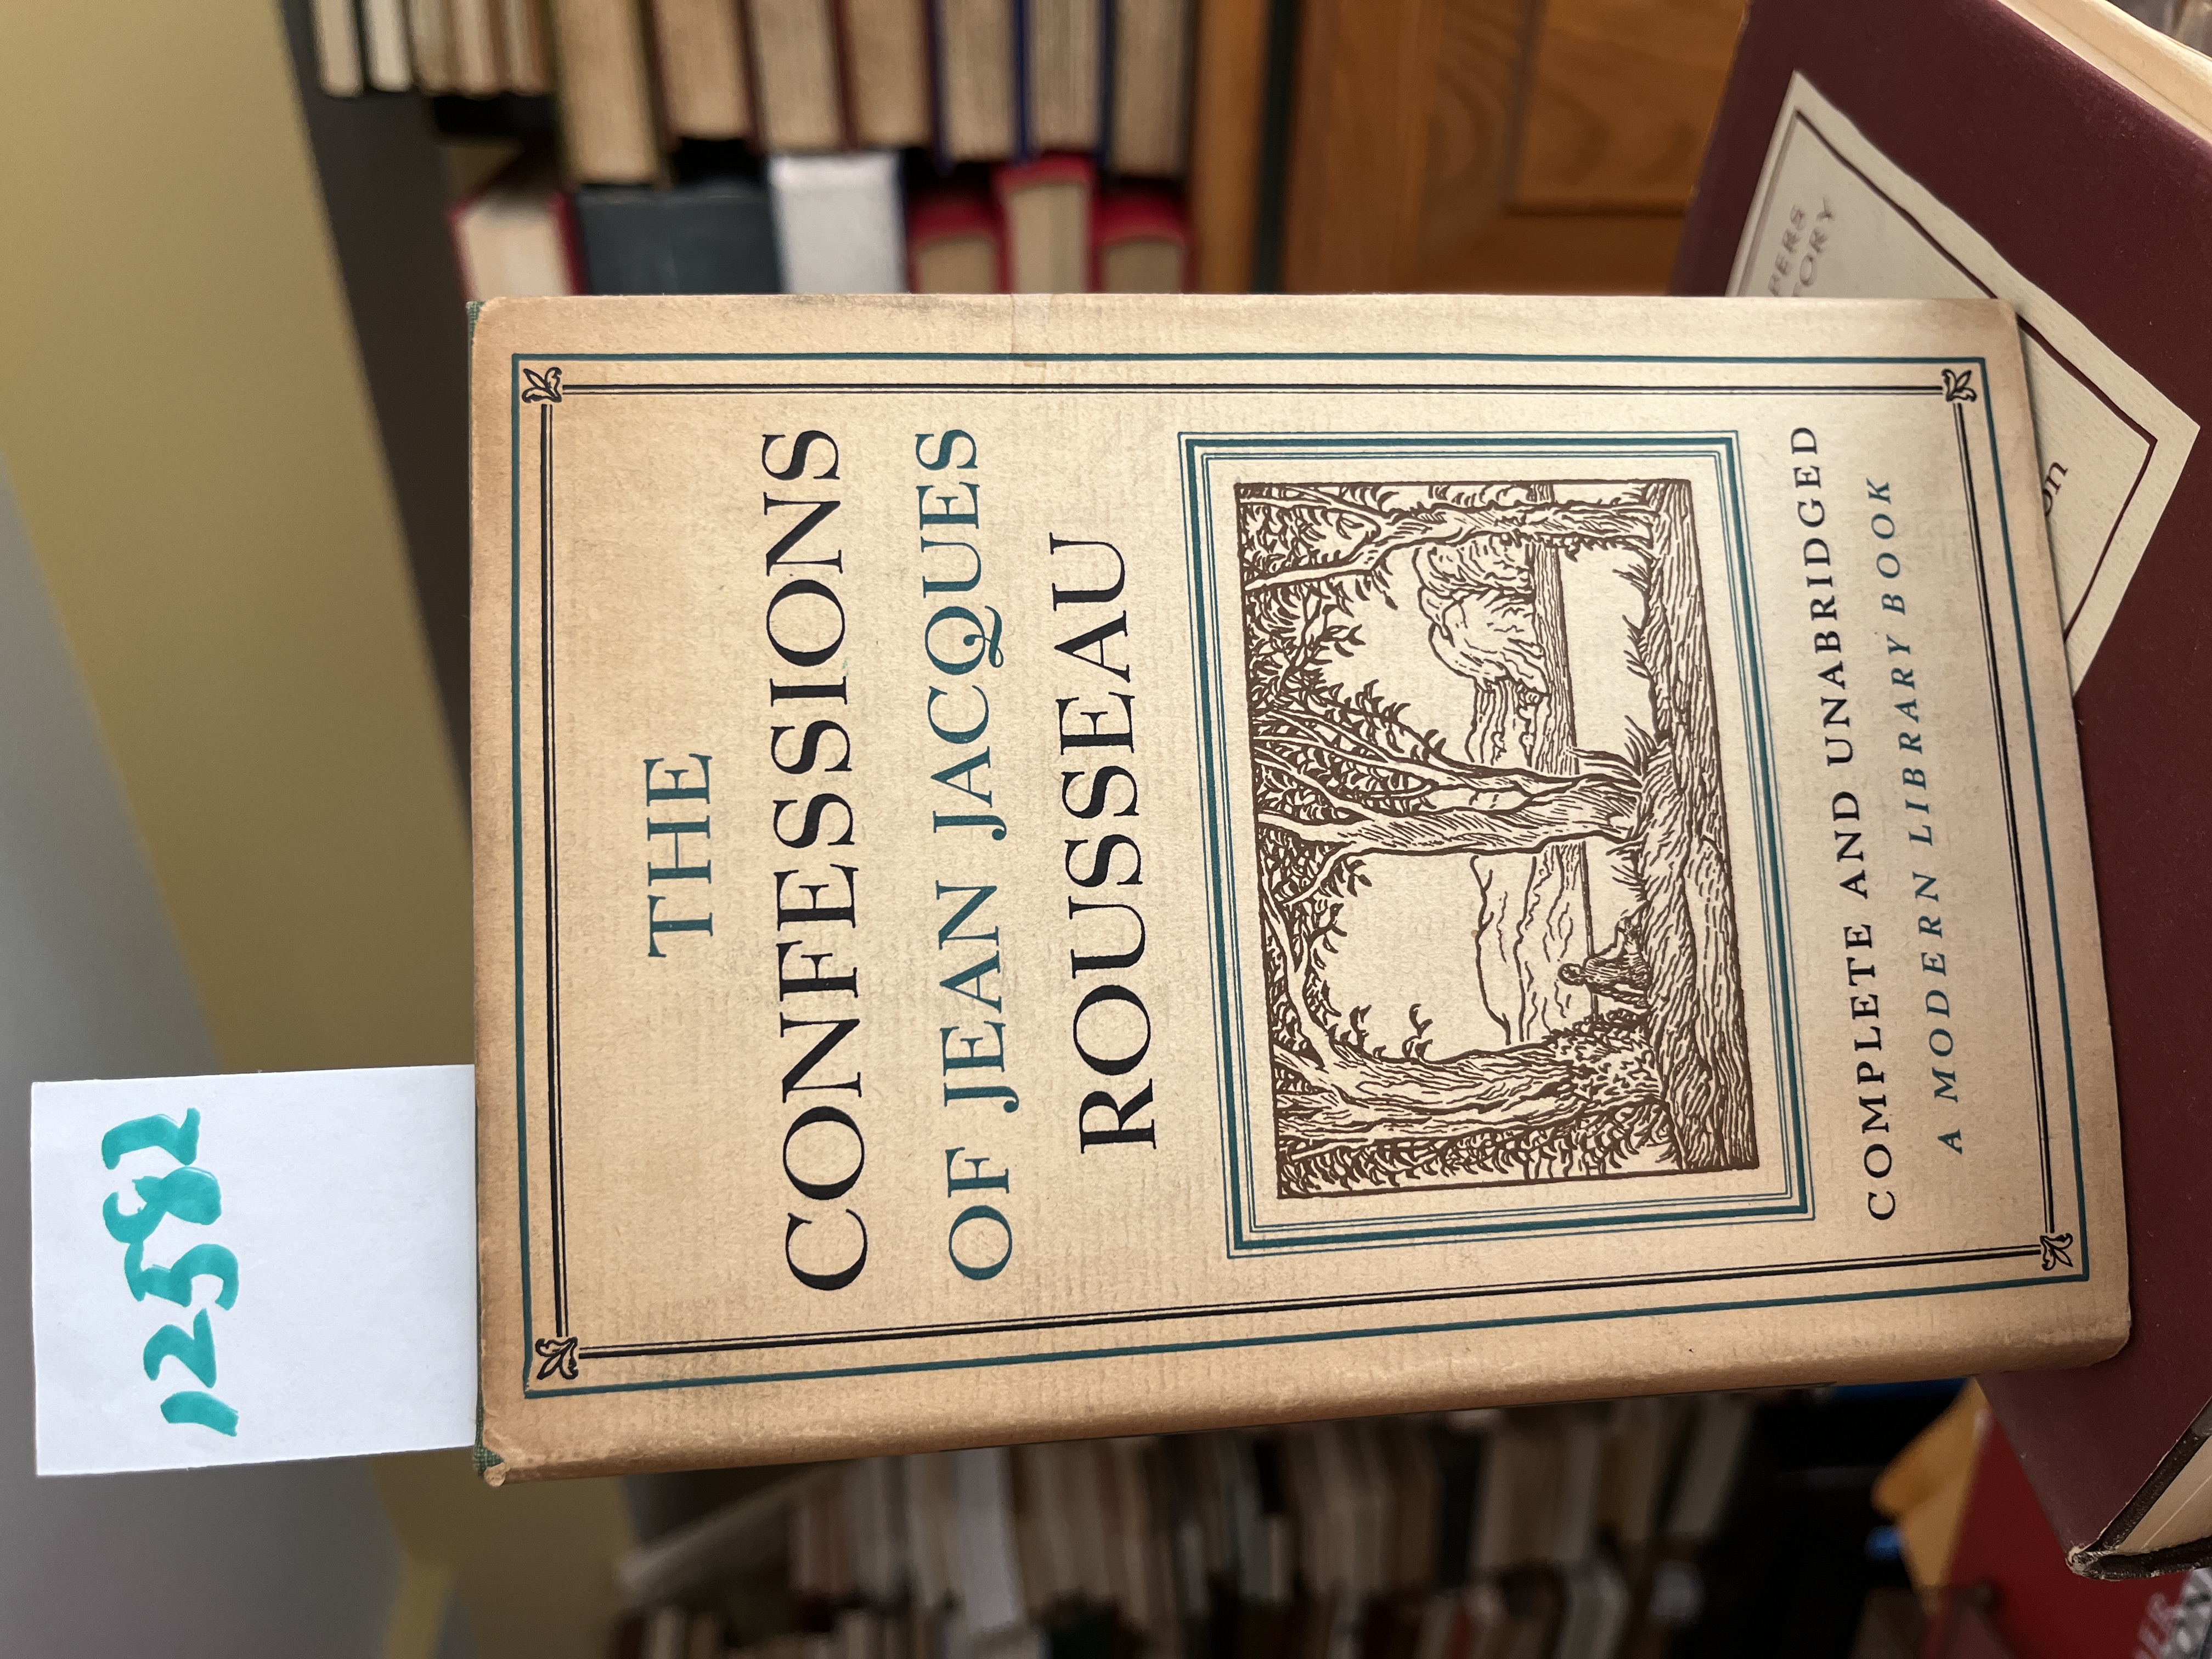 12582
THE
CONFESSIONS
OF JEAN JACQUES
ROUSSEAU
COMPLETE AND UNABRIDGED
A MODERN LIBRARY BOOK